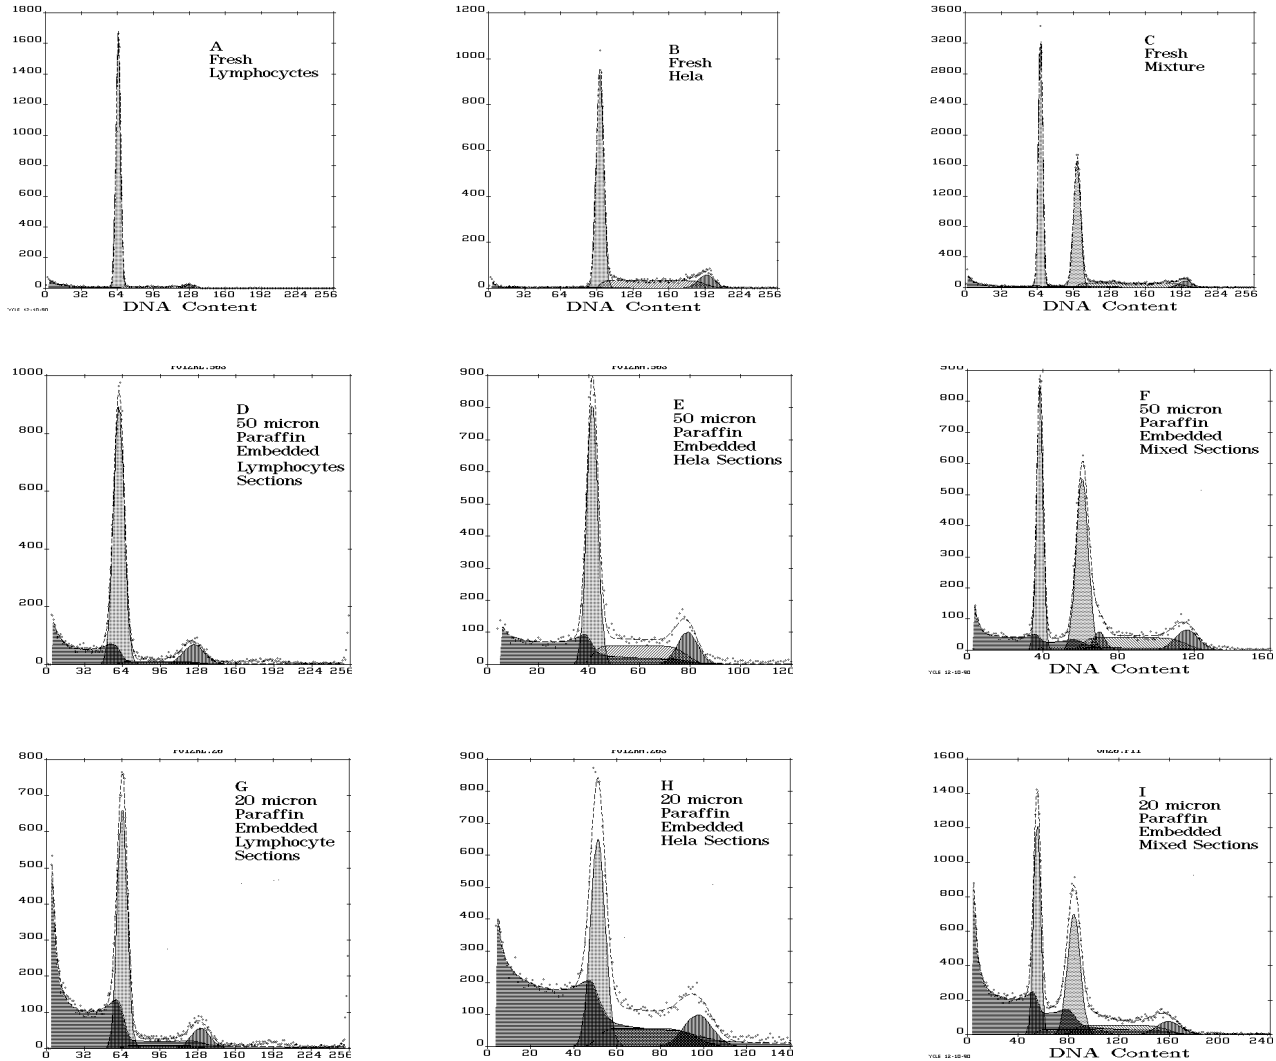 1800
1600
1400
1200
1000
800
600
400
200
0
A
Fresh
Lymphocyctes
0 32 64 96 128 160 192 224 256
DNA Content
1200
1000
800
600
400
200
0
B
Fresh
Hela
0 32 64 96 128 160 192 224 256
DNA Content
3600
3200
2800
2400
2000
1600
1200
800
400
0
C
Fresh
Mixture
0 32 64 96 128 160 192 224 256
DNA Content
1000
800
600
400
200
0
D
50 micron
Paraffin
Embedded
Lymphocytes
Sections
0 32 64 96 128 160 192 224 256
900
800
700
600
500
400
300
200
100
0
E
50 micron
Paraffin
Embedded
Hela Sections
0 20 40 60 80 100 120
900
800
700
600
500
400
300
200
100
0
F
50 micron
Paraffin
Embedded
Mixed Sections
0 40 80 120 160
DNA Content
800
700
600
500
400
300
200
100
0
G
20 micron
Paraffin
Embedded
Lymphocyte
Sections
0 32 64 96 128 160 192 224 256
900
800
700
600
500
400
300
200
100
0
H
20 micron
Paraffin
Embedded
Hela Sections
0 20 40 60 80 100 120 140
1600
1400
1200
1000
800
600
400
200
0
I
20 micron
Paraffin
Embedded
Mixed Sections
0 40 80 120 160 200 240
DNA Content